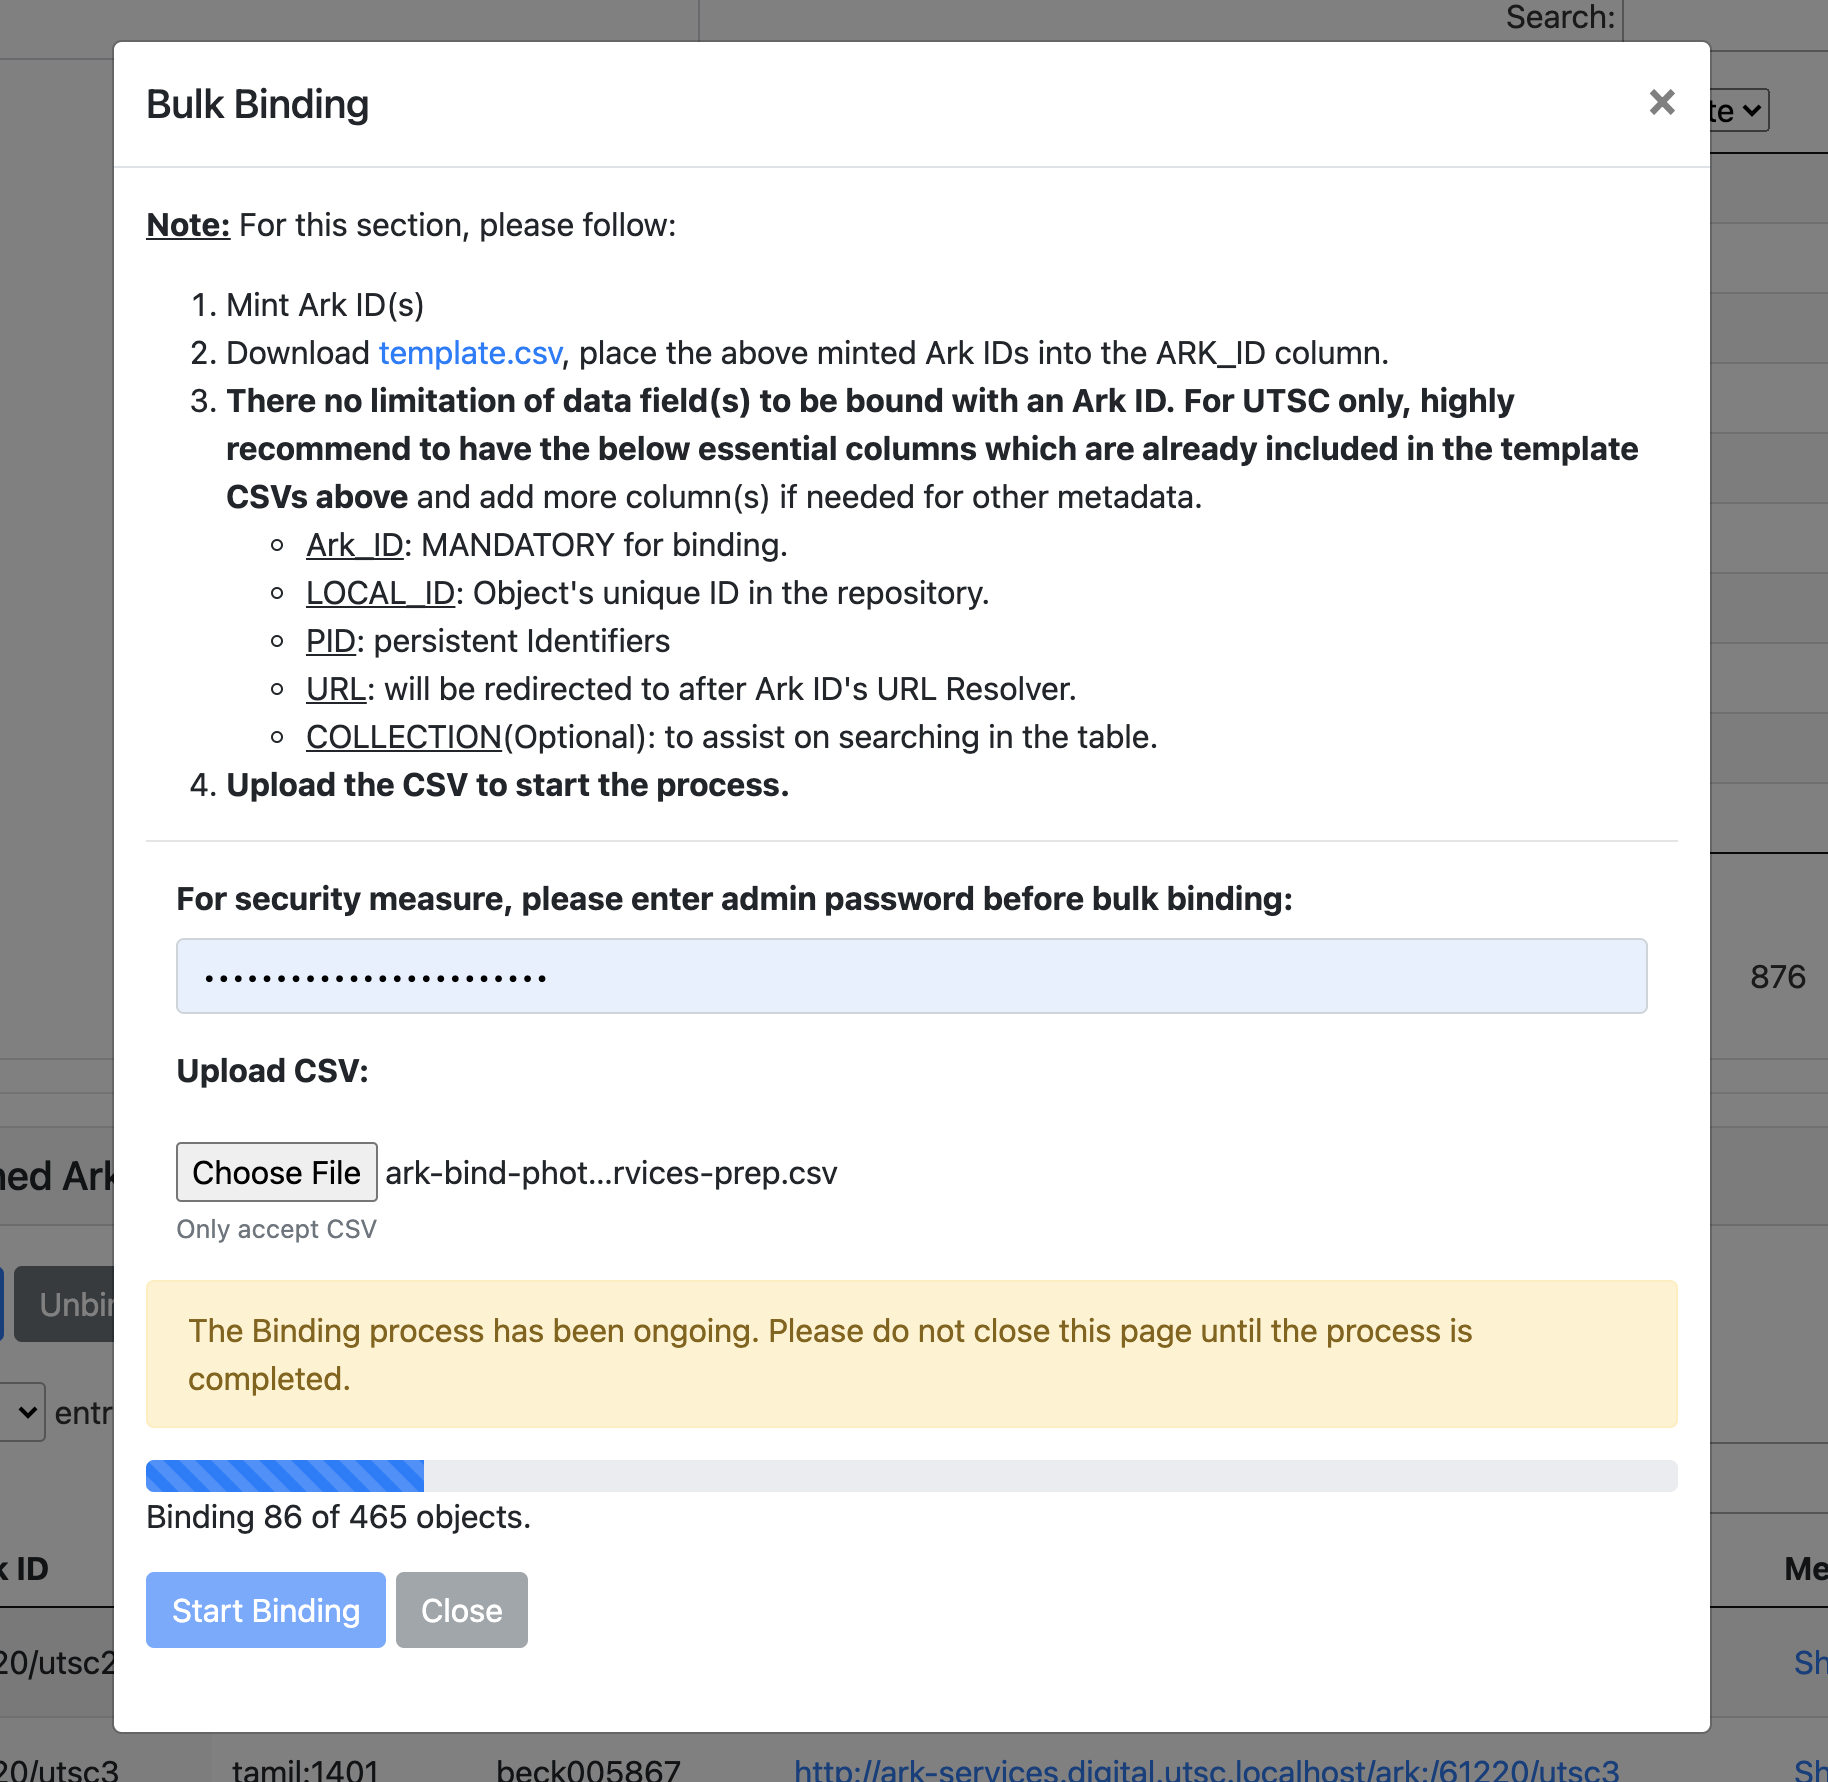 Search:
Bulk Binding
×
te
Note: For this section, please follow:
1. Mint Ark ID(s)
2. Download template.csv, place the above minted Ark IDs into the ARK_ID column.
3. There no limitation of data field(s) to be bound with an Ark ID. For UTSC only, highly
recommend to have the below essential columns which are already included in the template
CSVs above and add more column(s) if needed for other metadata.
Ark_ID: MANDATORY for binding.
LOCAL_ID: Object's unique ID in the repository.
PID: persistent Identifiers
URL: will be redirected to after Ark ID's URL Resolver.
COLLECTION(Optional): to assist on searching in the table.
4. Upload the CSV to start the process.
For security measure, please enter admin password before bulk binding:
876
Upload CSV:
ned Ark
Choose File ark-bind-phot...rvices-prep.csv
Only accept CSV
Unbin
The Binding process has been ongoing. Please do not close this page until the process is
completed.
entr
Binding 86 of 465 objects.
k ID
Me
Start Binding Close
20/utsc2
Sh
20/utsc3 tamil:1401 beck005867 http://ark-services.digital.utsc.localhost/ark:/61220/utsc3 Sh